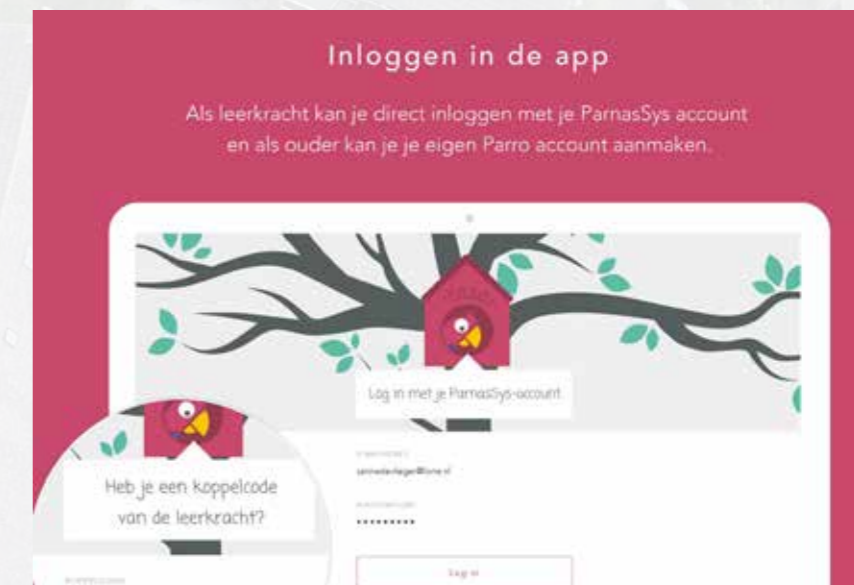 Inloggen in de app
Als leerkracht kan je direct inloggen met je ParnasSys account
en als ouder kan je je eigen Parro account aanmaken.
Log in met je ParnasSys-account
Heb je een koppelcode
van de leerkracht?
Log in